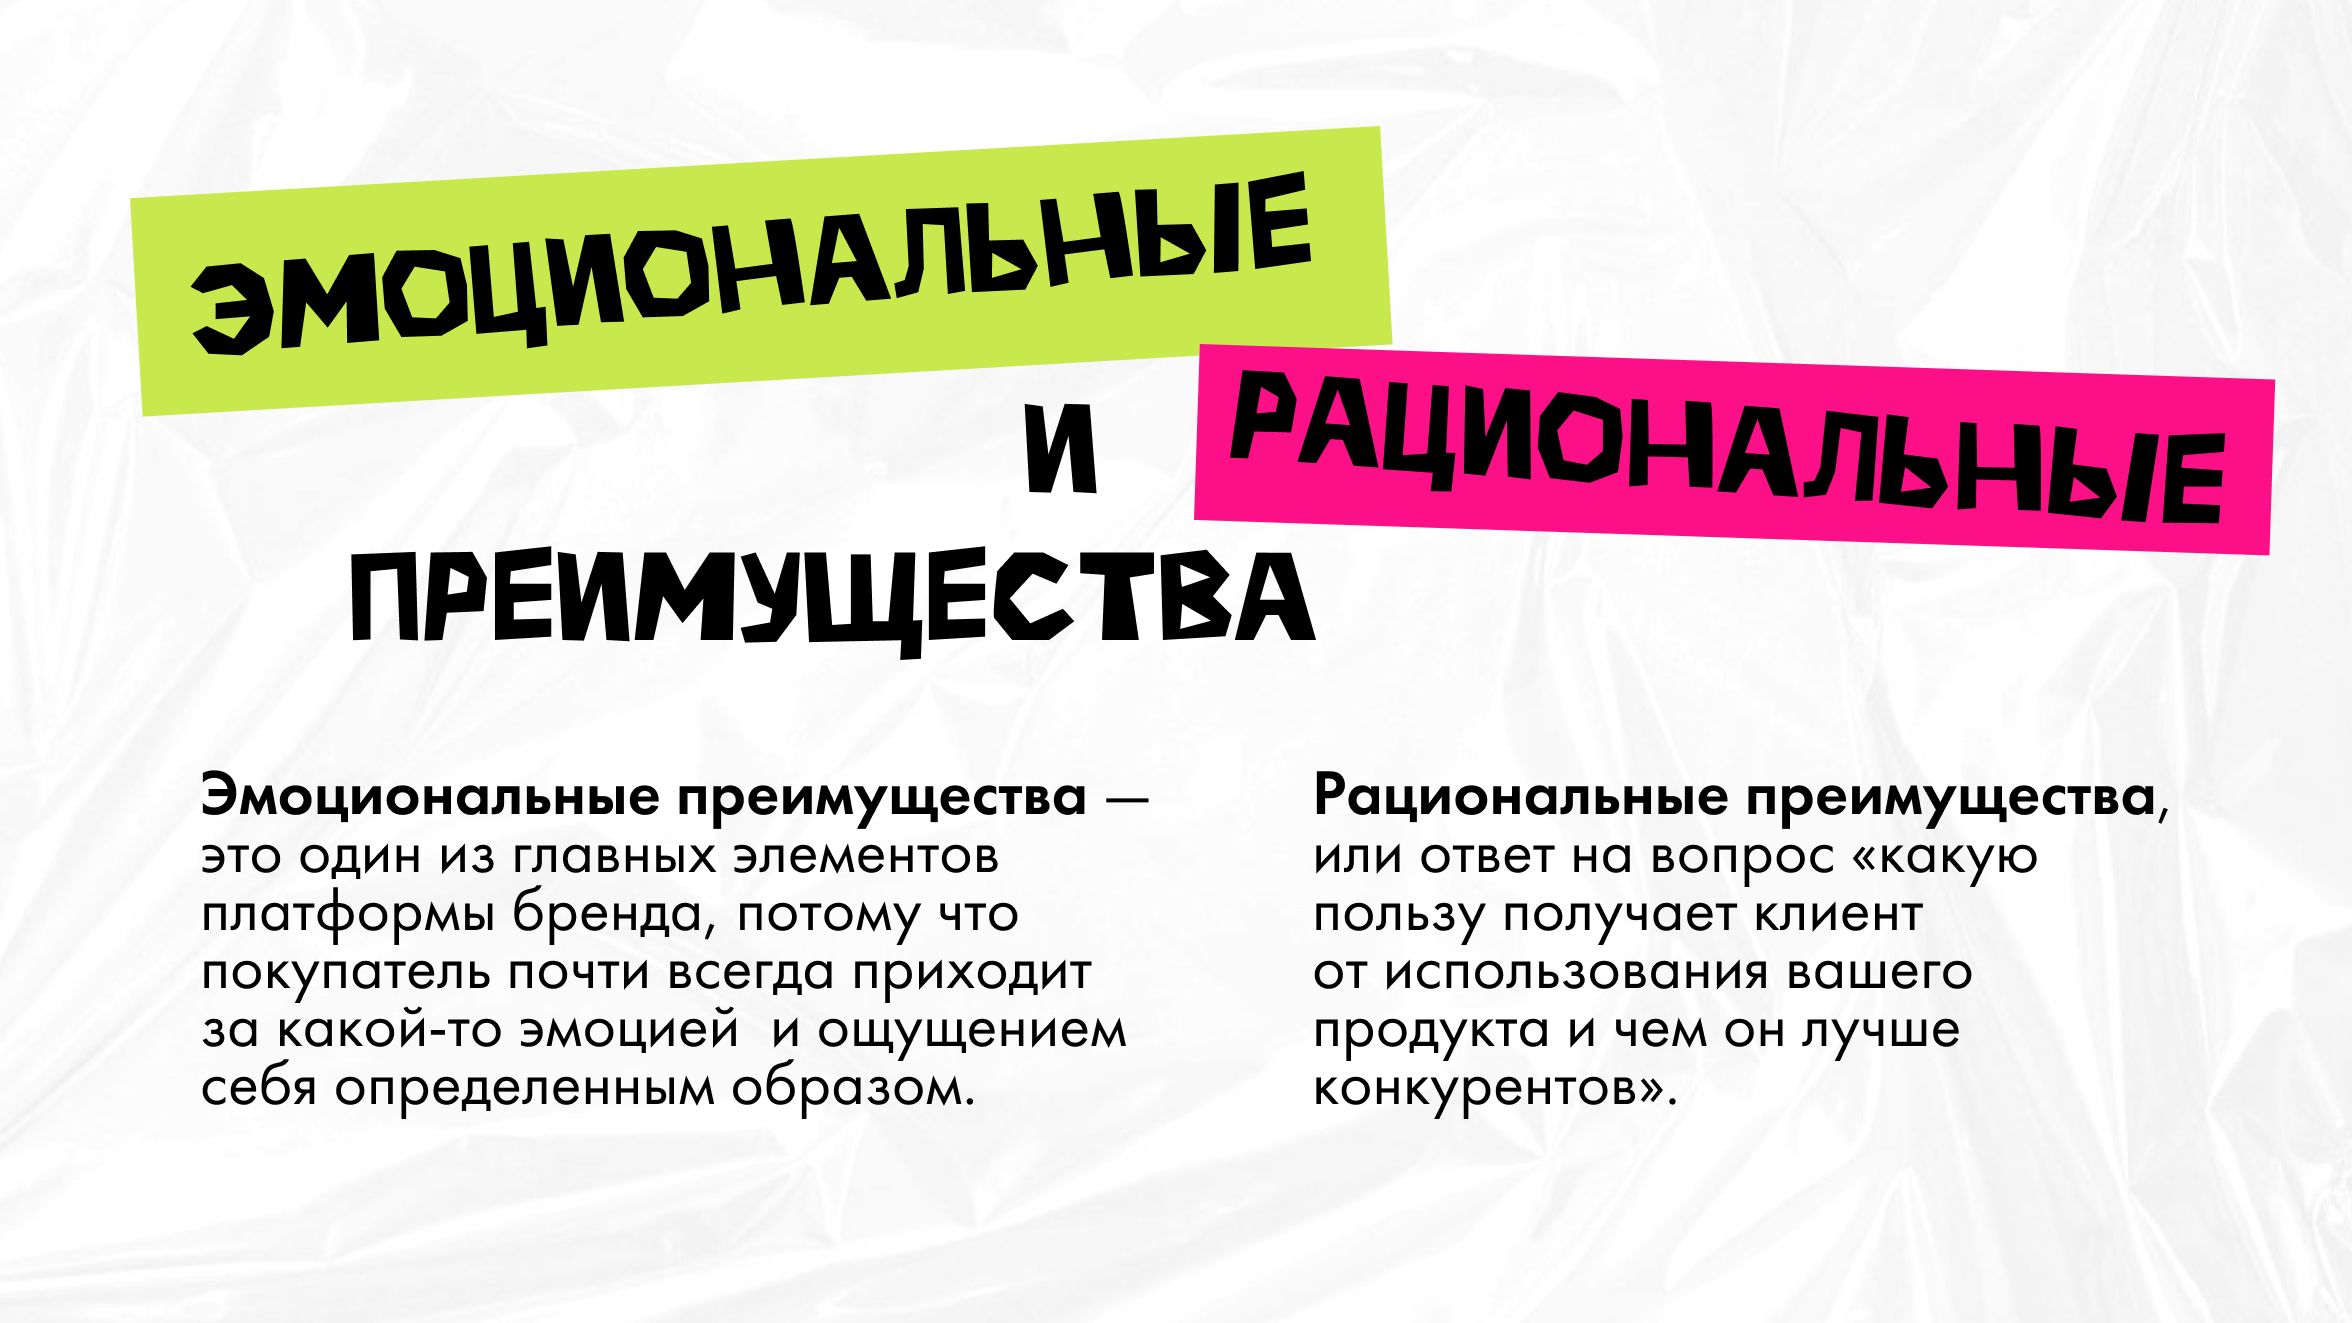 ЭМОЦИОНАЛЬНЫЕ
И РАЦИОНАЛЬНЫЕ
ПРЕИМУЩЕСТВА
Эмоциональные преимущества —
это один из главных элементов
платформы бренда, потому что
покупатель почти всегда приходит
за какой-то эмоцией  и ощущением
себя определенным образом.
Рациональные преимущества,
или ответ на вопрос «какую
пользу получает клиент
от использования вашего
продукта и чем он лучше
конкурентов».